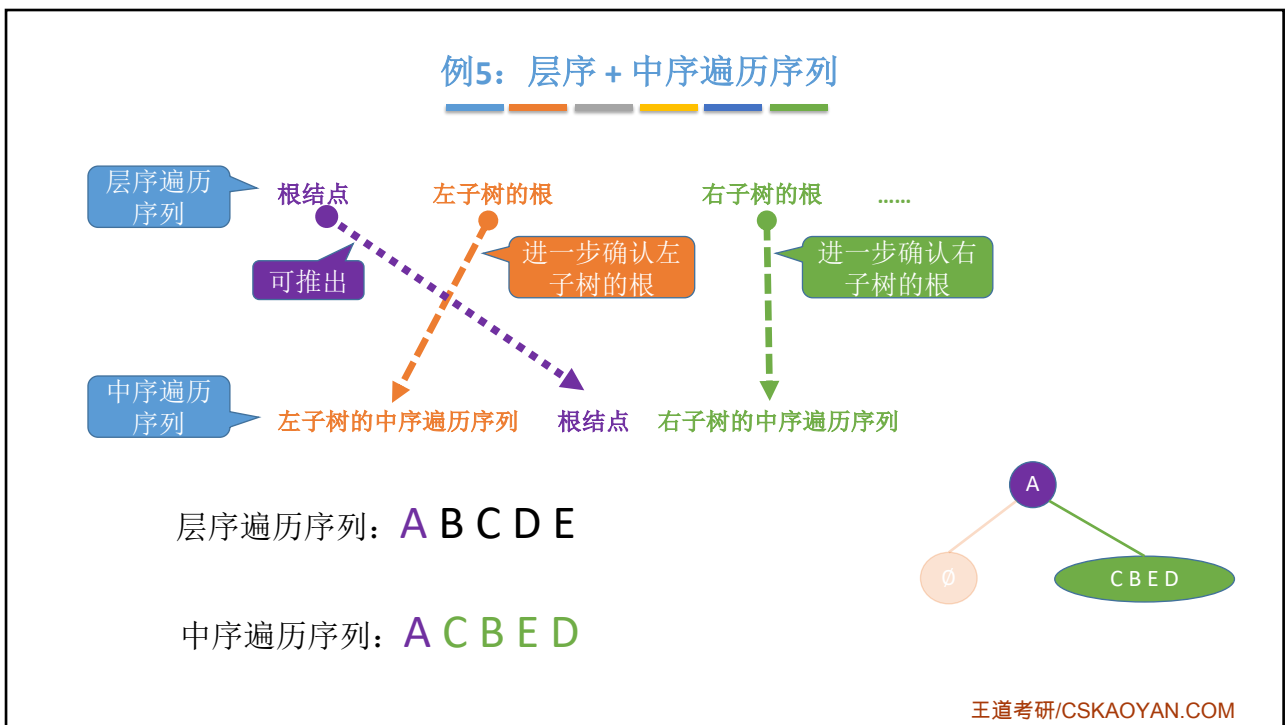 例5：层序 + 中序遍历序列
层序遍历
序列
根结点
左子树的根
右子树的根
……
可推出
进一步确认左
子树的根
进一步确认右
子树的根
中序遍历
序列
左子树的中序遍历序列
根结点
右子树的中序遍历序列
A
∅
C B E D
层序遍历序列：A B C D E
中序遍历序列：A C B E D
王道考研/CSKAOYAN.COM